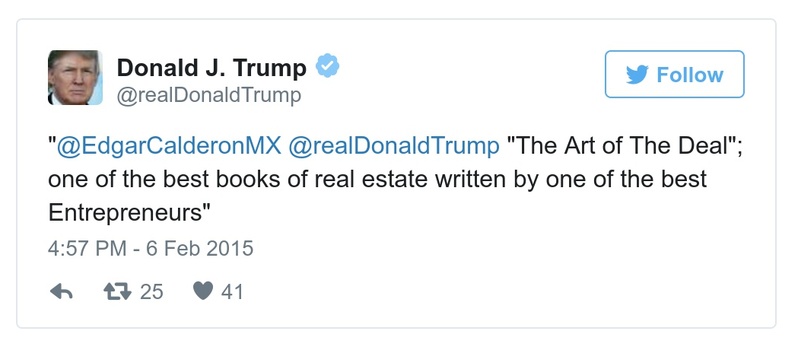 Donald J. Trump
@realDonaldTrump
Follow
"@EdgarCalderonMX @realDonaldTrump "The Art of The Deal";
one of the best books of real estate written by one of the best
Entrepreneurs"
4:57 PM - 6 Feb 2015
25 41